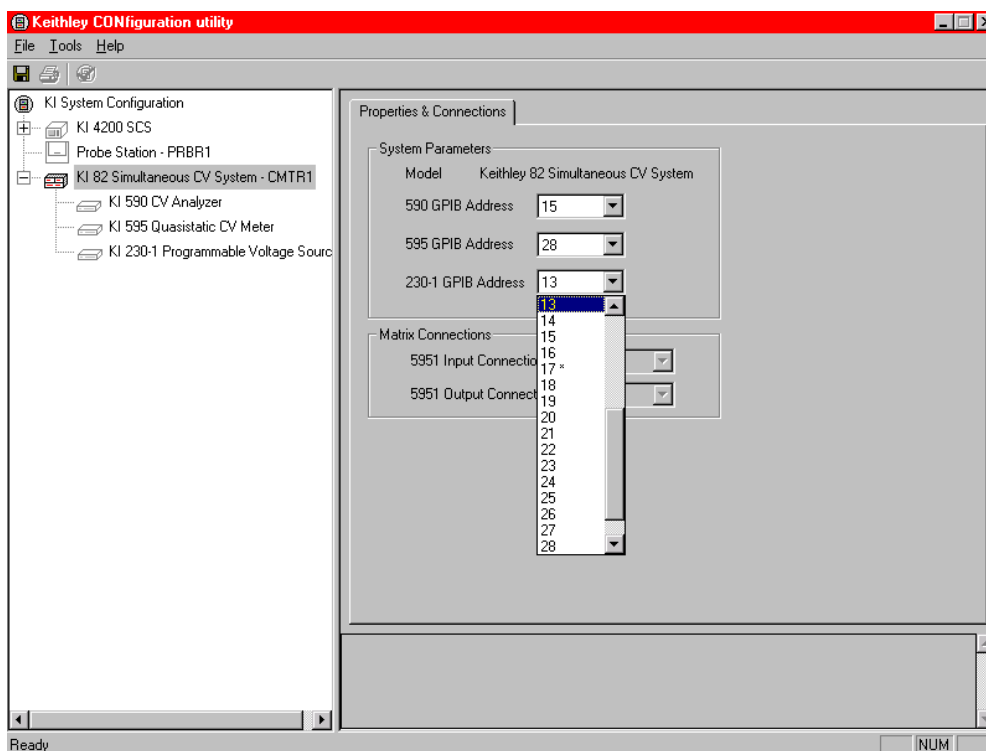 Keithley CONfiguration utility
File Tools Help
KI System Configuration
KI 4200 SCS
Probe Station - PRBR1
KI 82 Simultaneous CV System - CMTR1
KI 590 CV Analyzer
KI 595 Quasistatic CV Meter
KI 230-1 Programmable Voltage Sourc
Properties & Connections
System Parameters
Model Keithley 82 Simultaneous CV System
590 GPIB Address 15
595 GPIB Address 28
230-1 GPIB Address 13
13
14
15
16
17 *
18
19
20
21
22
23
24
25
26
27
28
Matrix Connections
5951 Input Connectio
5951 Output Connect
Ready
NUM